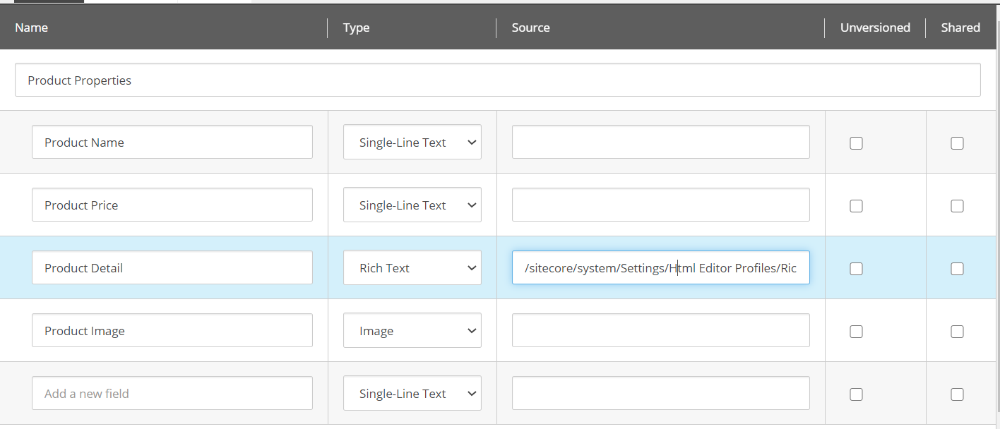 Name Type Source Unversioned Shared
Product Properties
Product Name Single-Line Text
Product Price Single-Line Text
Product Detail Rich Text /sitecore/system/Settings/Html Editor Profiles/Ric
Product Image Image
Add a new field Single-Line Text